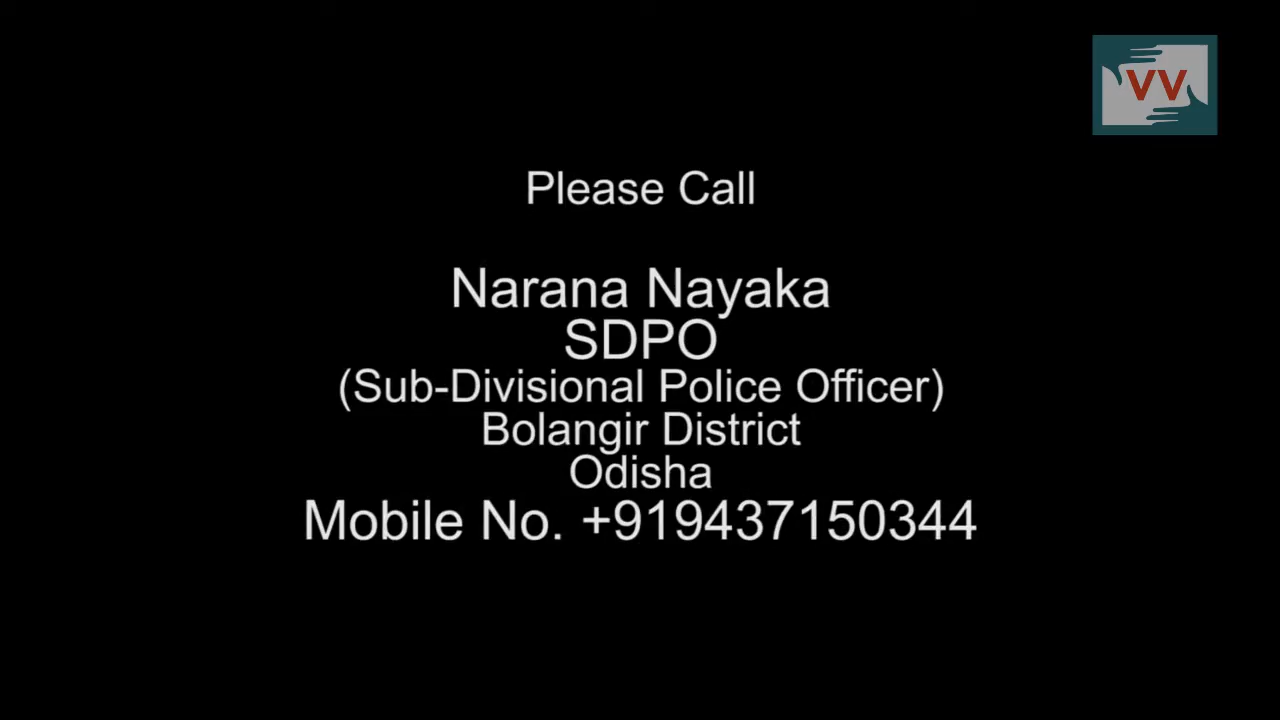 VV
Please Call
Narana Nayaka
SDPO
(Sub-Divisional Police Officer)
Bolangir District
Odisha
Mobile No. +919437150344